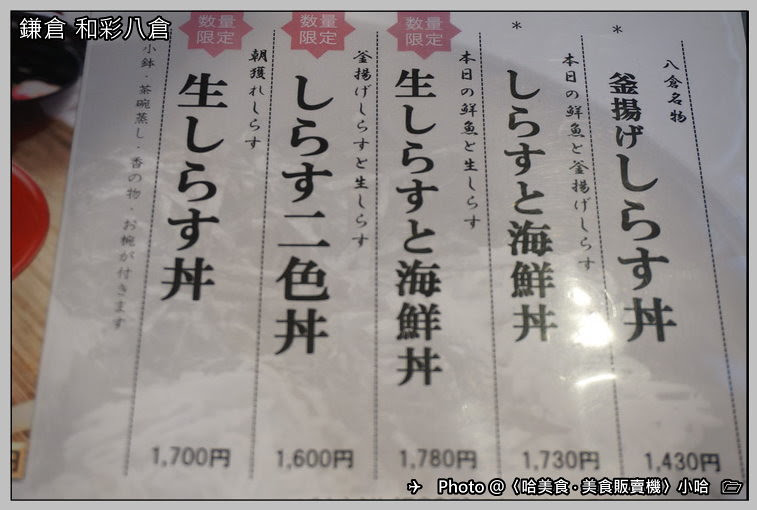 鎌倉 和彩八倉
*
八倉名物
釜揚げしらす丼
1,430円
*
本日の鮮魚と釜揚げしらす
しらすと海鮮丼
1,730円
数量
限定
本日の鮮魚と生しらす
生しらすと海鮮丼
1,780円
数量
限定
釜揚げしらすと生しらす
しらす二色丼
1,600円
数量
限定
朝獲れしらす
生しらす丼
1,700円
小鉢・茶碗蒸し・香の物・お椀が付きます
円
Photo @〈哈美食・美食販賣機〉小哈